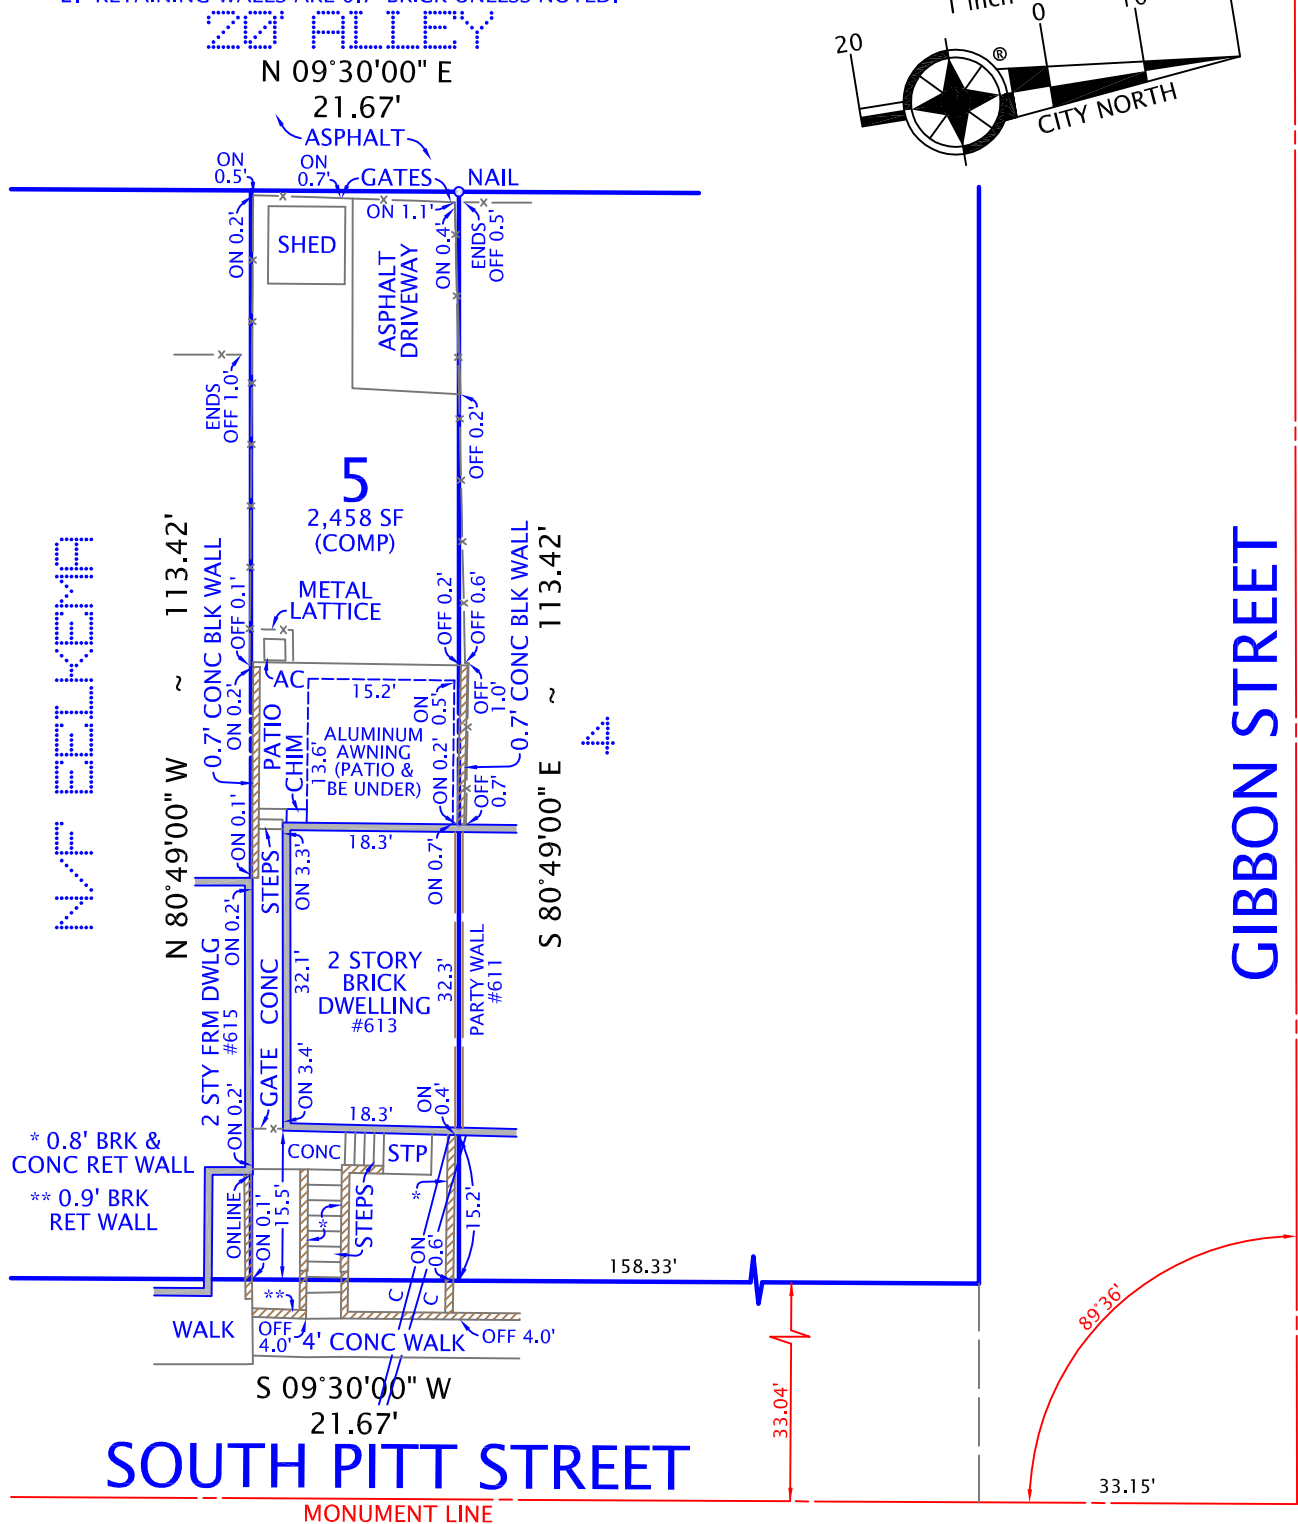 20' ALLEY
N 09°30'00" E
21.67'
ASPHALT
1 inch
0
10
20
®
CITY NORTH
ON
0.5'
ON
0.7'
GATES
NAIL
ON 1.1'
ON 0.2'
SHED
ASPHALT
DRIVEWAY
ON 0.4'
ENDS
OFF 0.5'
ENDS
OFF 1.0'
OFF 0.2'
5
2,458 SF
(COMP)
METAL
LATTICE
N/F EELKEMA
N 80°49'00" W ~ 113.42'
0.7' CONC BLK WALL
OFF 0.1'
ON 0.2'
OFF 0.2'
OFF 0.6'
0.7' CONC BLK WALL
S 80°49'00" E ~ 113.42'
4
GIBBON STREET
AC
15.2'
ON
0.5'
OFF
1.0'
PATIO
CHIM
13.6'
ALUMINUM
AWNING
(PATIO &
BE UNDER)
ON 0.2'
OFF
0.7'
ON 0.1'
STEPS
18.3'
ON 3.3'
ON 0.7'
ON 0.2'
2 STY FRM DWLG
#615
CONC
32.1'
2 STORY
BRICK
DWELLING
#613
32.3'
PARTY WALL
#611
GATE
ON 3.4'
ON 0.2'
18.3'
ON
0.4'
* 0.8' BRK &
CONC RET WALL
** 0.9' BRK
RET WALL
CONC
STP
ONLINE
ON 0.1'
15.5'
*
STEPS
*
ON
0.6'
15.2'
158.33'
**
C
C
WALK
OFF
4.0'
4' CONC WALK
OFF 4.0'
89°36'
33.04'
S 09°30'00" W
21.67'
SOUTH PITT STREET
33.15'
MONUMENT LINE